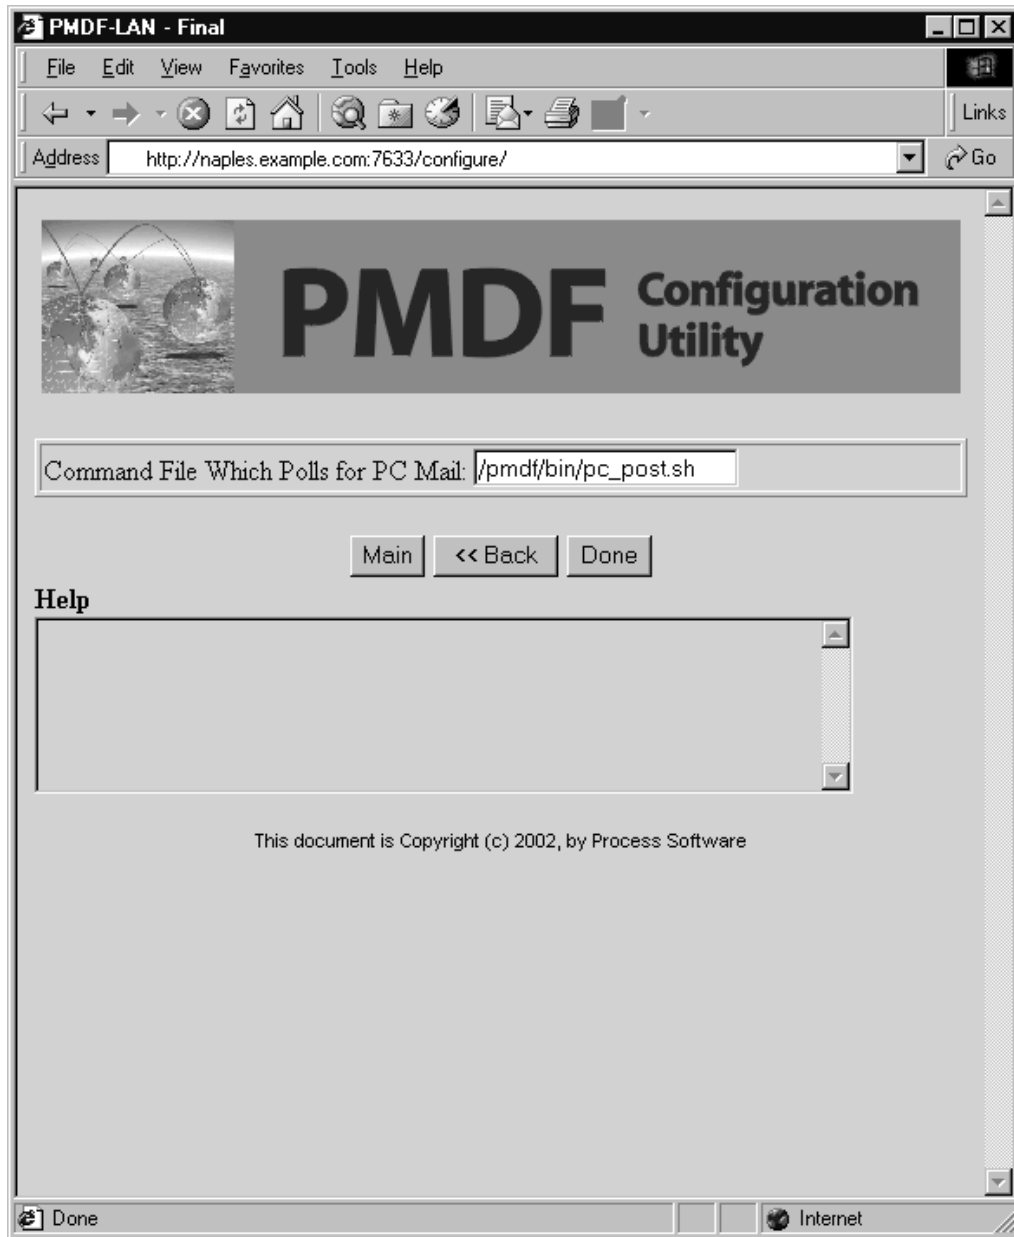 PMDF-LAN - Final
File Edit View Favorites Tools Help
Links
Address http://naples.example.com:7633/configure/ Go
PMDF Configuration
Utility
Command File Which Polls for PC Mail: /pmdf/bin/pc_post.sh
Main << Back Done
Help
This document is Copyright (c) 2002, by Process Software
Done Internet